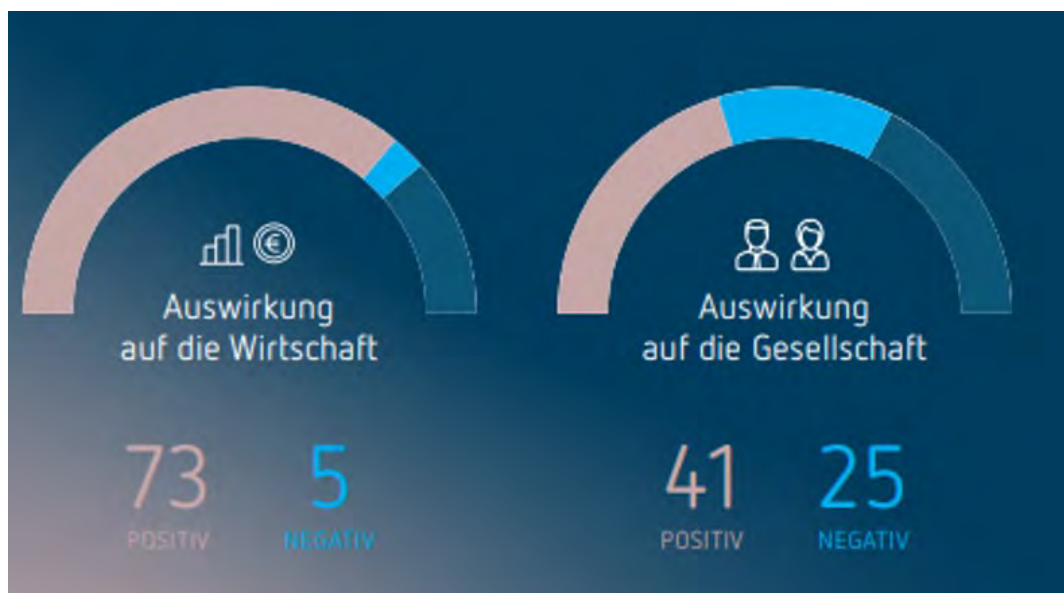 Auswirkung
auf die Wirtschaft
73 5
POSITIV NEGATIV
Auswirkung
auf die Gesellschaft
41 25
POSITIV NEGATIV